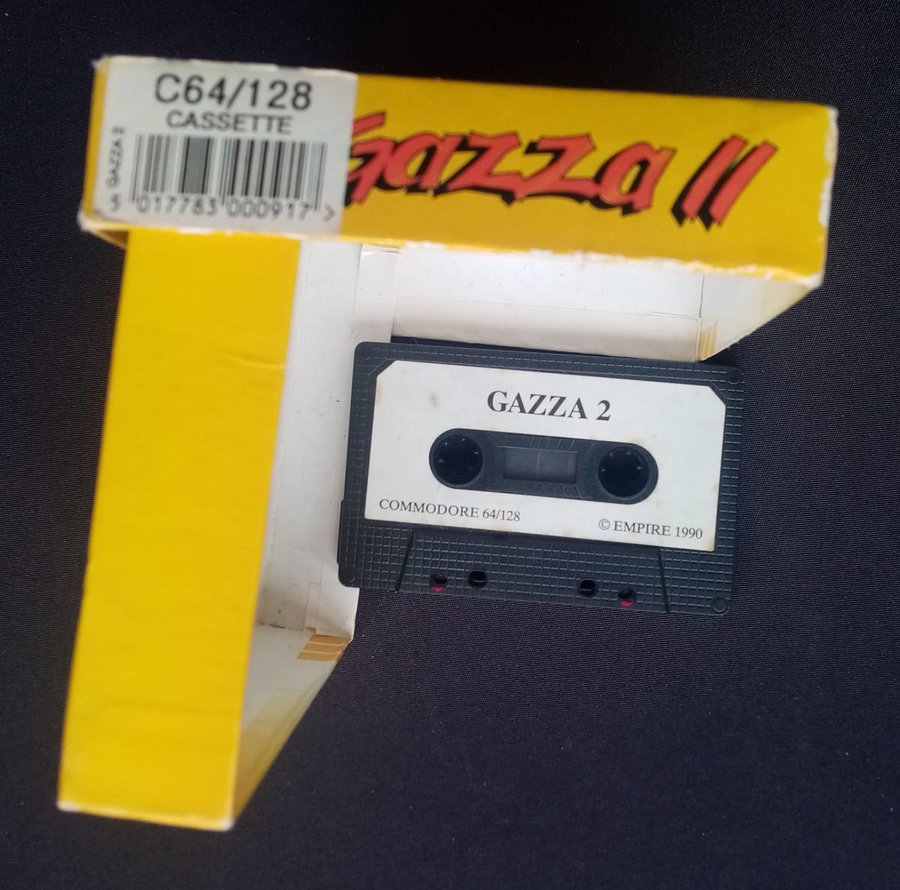 C64/128
CASSETTE
GAZZA 2
5 017783 000917 >
Gazza II
GAZZA 2
COMMODORE 64/128
© EMPIRE 1990